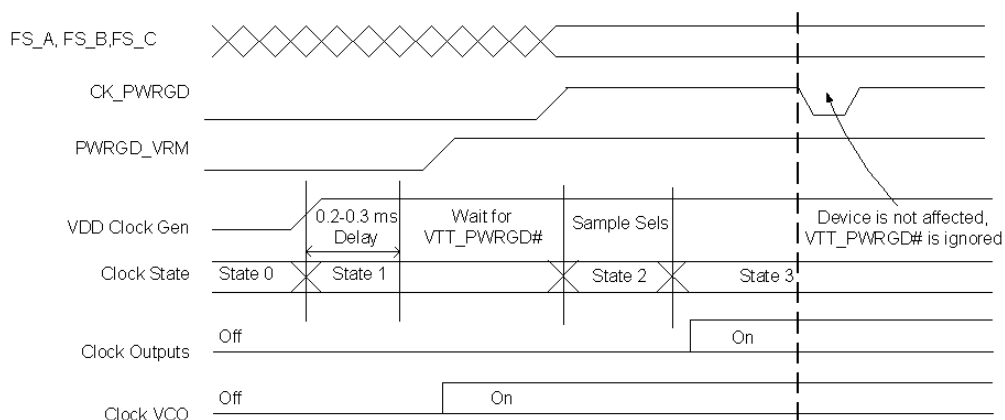 FS_A, FS_B,FS_C
CK_PWRGD
PWRGD_VRM
VDD Clock Gen
0.2-0.3 ms
Delay
Wait for
VTT_PWRGD#
Sample Sels
Device is not affected,
VTT_PWRGD# is ignored
Clock State
State 0
State 1
State 2
State 3
Clock Outputs
Off
On
Clock VCO
Off
On